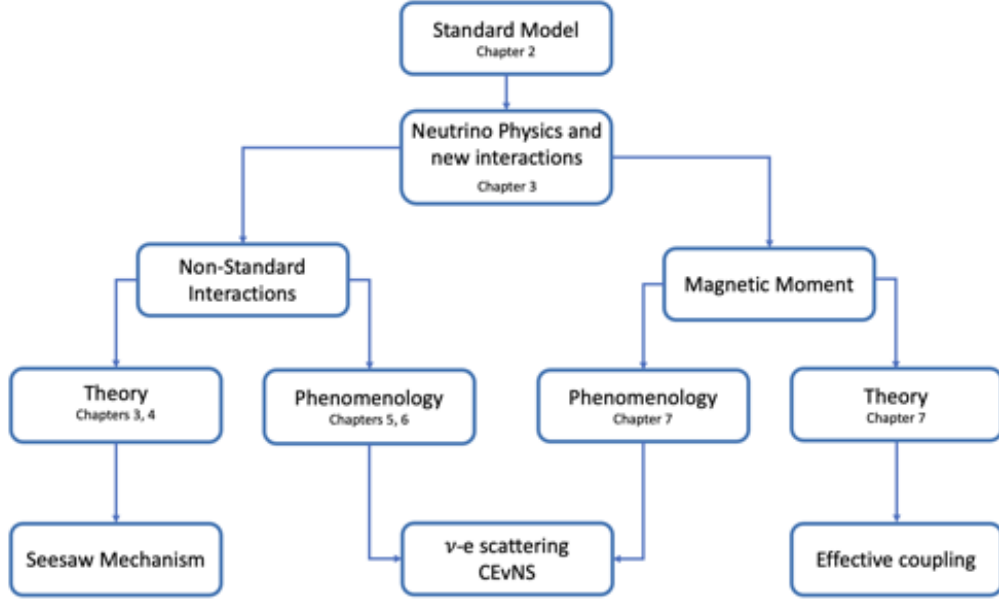 Standard Model
Chapter 2
Neutrino Physics and
new interactions
Chapter 3
Non-Standard
Interactions
Magnetic Moment
Theory
Chapters 3, 4
Phenomenology
Chapters 5, 6
Phenomenology
Chapter 7
Theory
Chapter 7
Seesaw Mechanism
ν-e scattering
CEνNS
Effective coupling